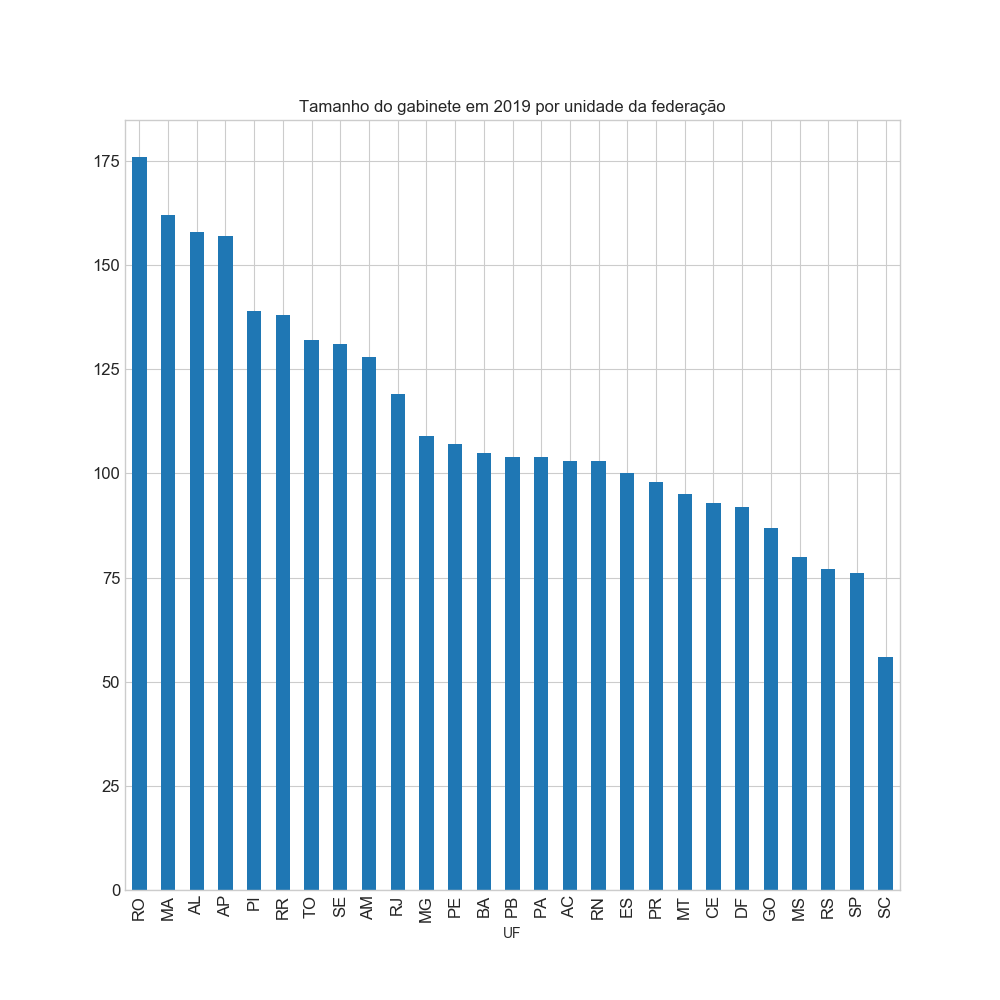 Tamanho do gabinete em 2019 por unidade da federação
175
150
125
100
75
50
25
0
RO MA AL AP PI RR TO SE AM RJ MG PE BA PB PA AC RN ES PR MT CE DF GO MS RS SP SC
UF